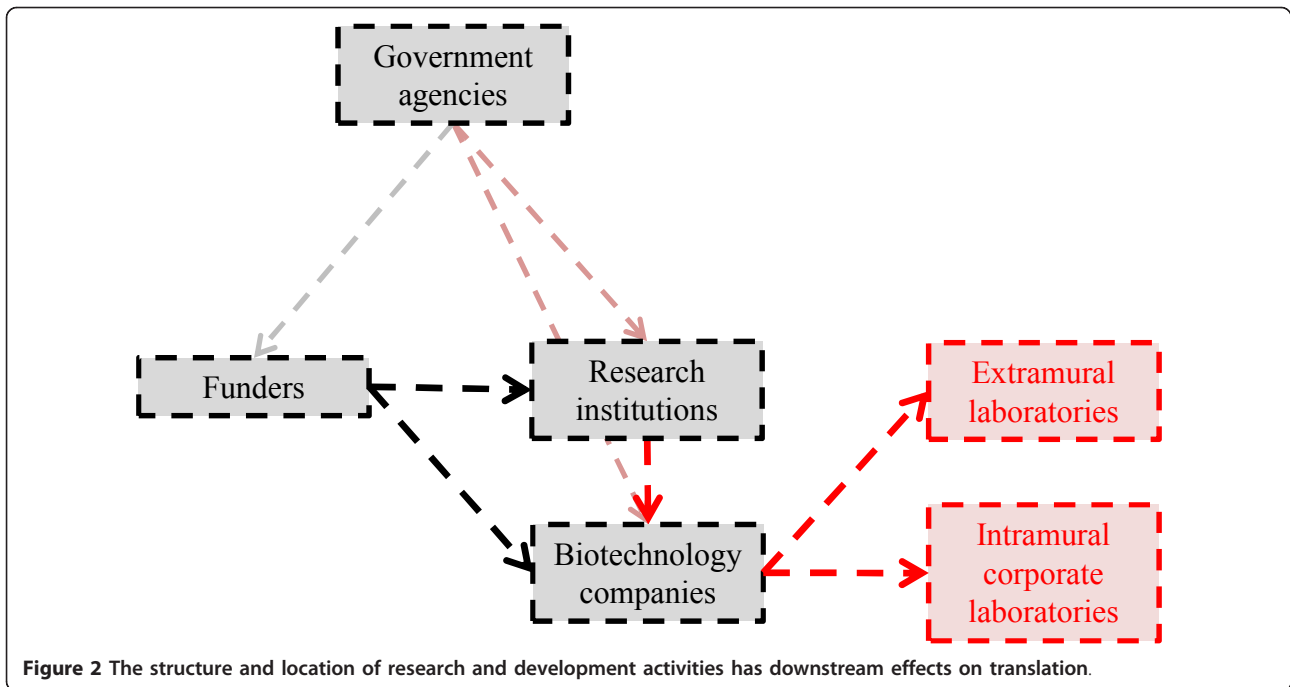 Government
agencies
Funders
Research
institutions
Extramural
laboratories
Biotechnology
companies
Intramural
corporate
laboratories
Figure 2 The structure and location of research and development activities has downstream effects on translation.